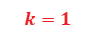 k = 1